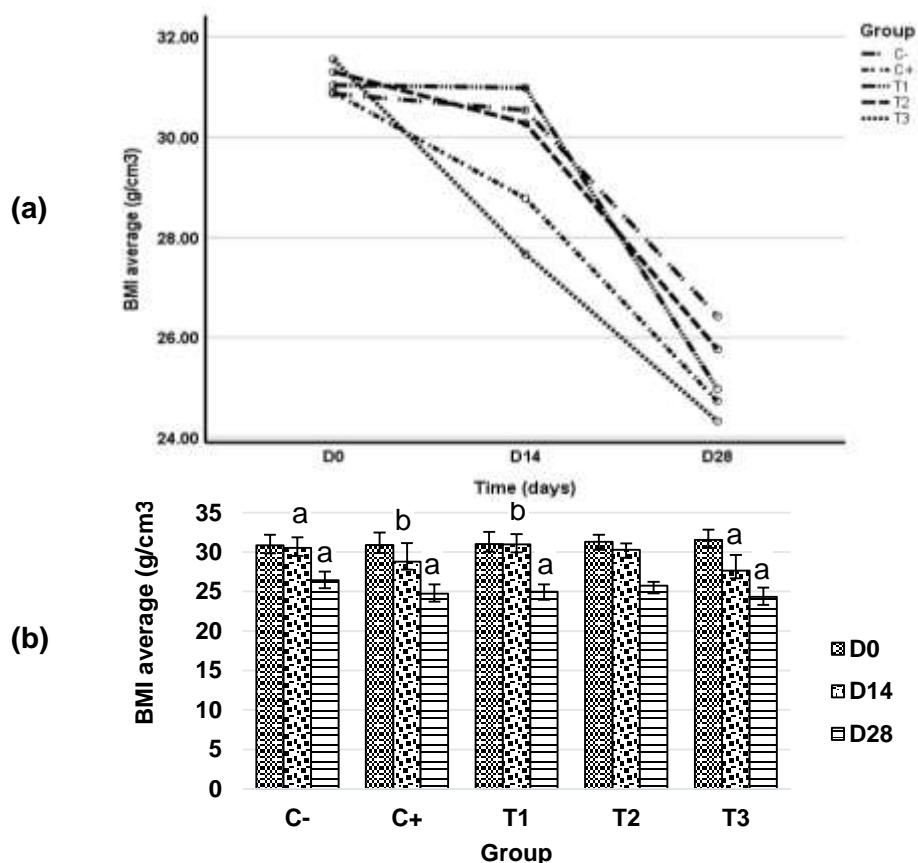 (a)
BMI average (g/cm3)
32.00
30.00
28.00
26.00
24.00
D0 D14 D28
Time (days)
Group
C-
C+
T1
T2
T3
(b)
BMI average (g/cm3
35
30
25
20
15
10
5
0
a a b a b a a a
C- C+ T1 T2 T3
Group
D0
D14
D28